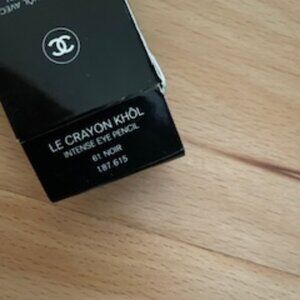 LE CRAYON KHÔL
INTENSE EYE PENCIL
61 NOIR
187 615